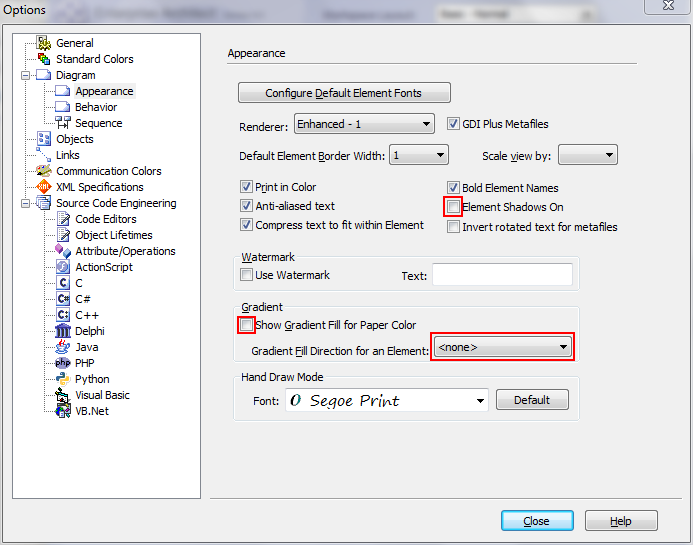 Options
General
Standard Colors
Diagram
Appearance
Behavior
Sequence
Objects
Links
Communication Colors
XML Specifications
Source Code Engineering
Code Editors
Object Lifetimes
Attribute/Operations
ActionScript
C
C#
C++
Delphi
Java
PHP
Python
Visual Basic
VB.Net
Appearance
Configure Default Element Fonts
Renderer: Enhanced - 1
GDI Plus Metafiles
Default Element Border Width: 1
Scale view by:
Print in Color
Bold Element Names
Anti-aliased text
Element Shadows On
Compress text to fit within Element
Invert rotated text for metafiles
Watermark
Use Watermark
Text:
Gradient
Show Gradient Fill for Paper Color
Gradient Fill Direction for an Element: <none>
Hand Draw Mode
Font: O Segoe Print
Default
Close
Help